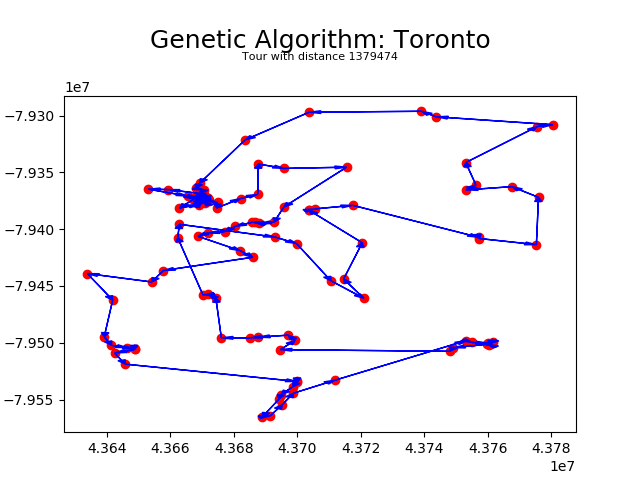 Genetic Algorithm: Toronto
Tour with distance 1379474
1e7
−7.930
−7.935
−7.940
−7.945
−7.950
−7.955
4.364 4.366 4.368 4.370 4.372 4.374 4.376 4.378
1e7